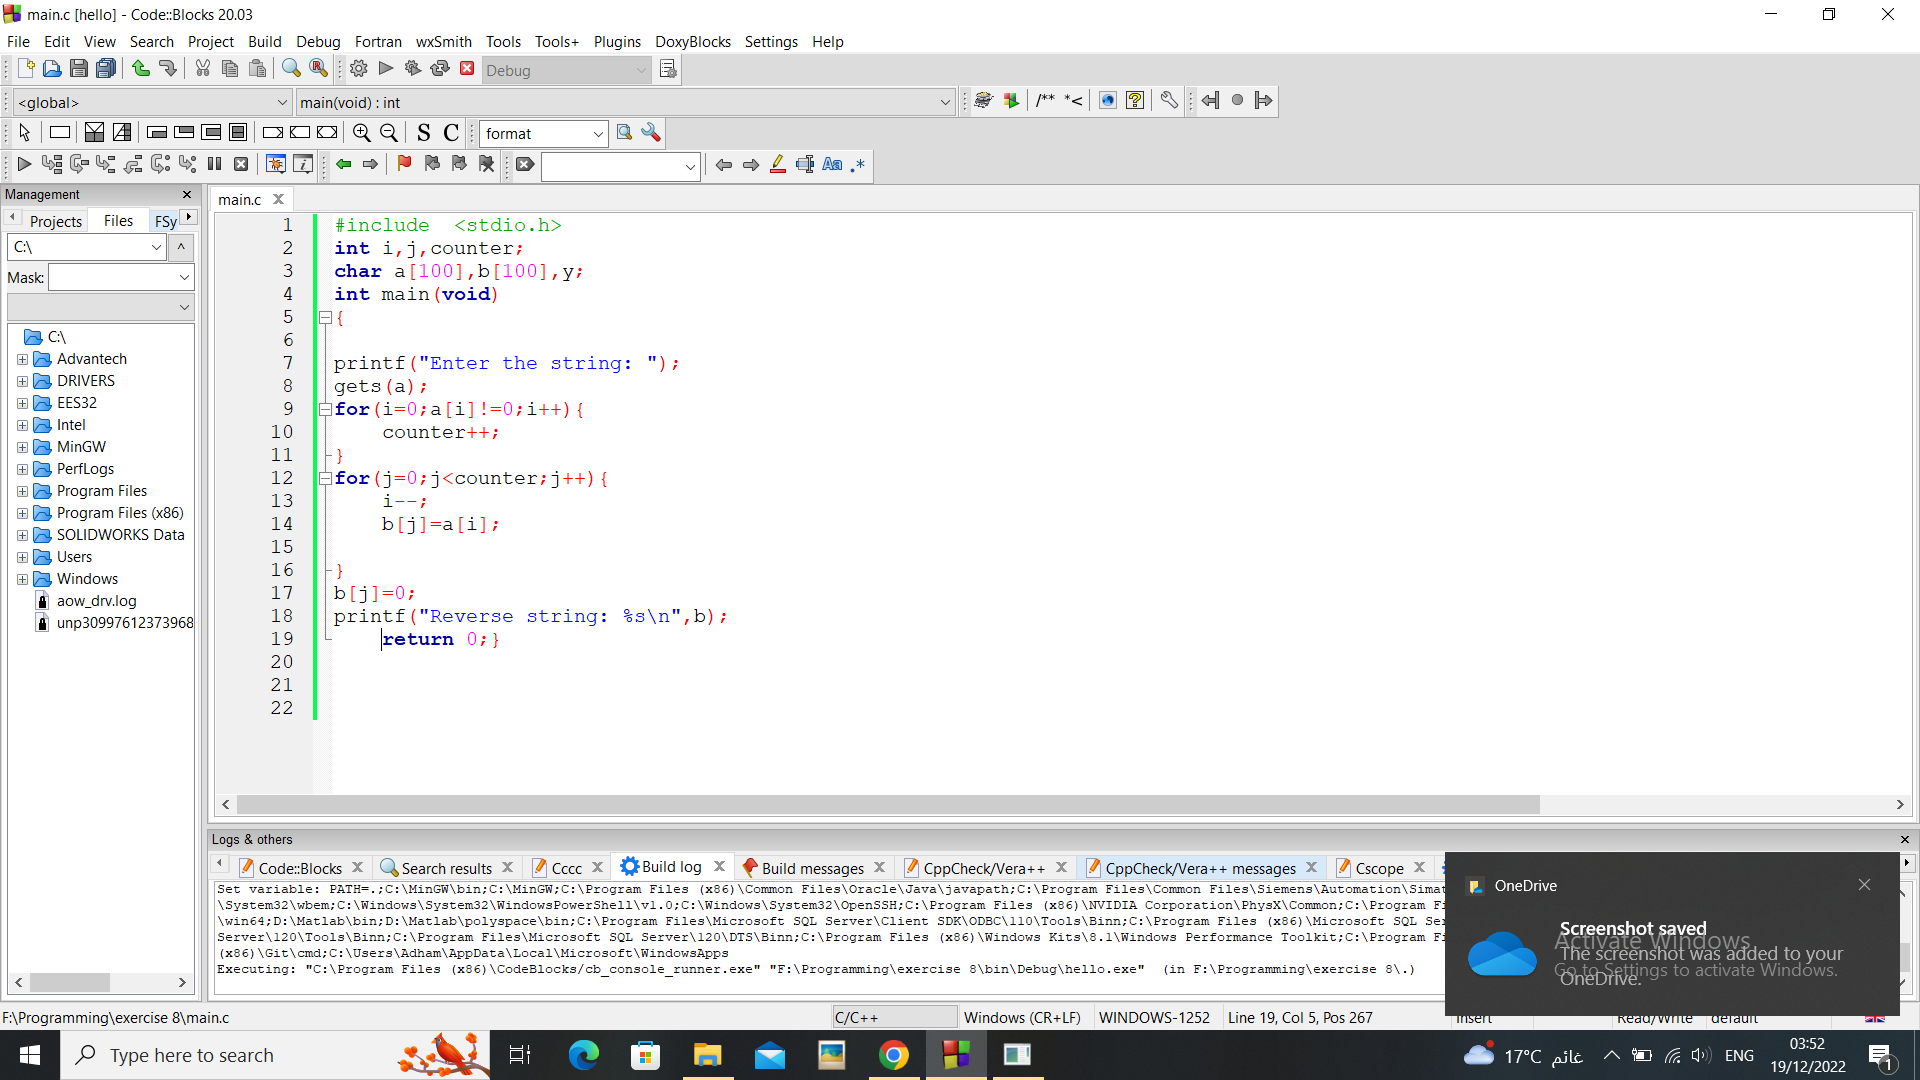 main.c [hello] - Code::Blocks 20.03
File Edit View Search Project Build Debug Fortran wxSmith Tools Tools+ Plugins DoxyBlocks Settings Help
Debug
<global> main(void) : int /** *<
S C format
Aa .*
Management
Projects Files FSy
C:\ ^
Mask:
C:\
Advantech
DRIVERS
EES32
Intel
MinGW
PerfLogs
Program Files
Program Files (x86)
SOLIDWORKS Data
Users
Windows
aow_drv.log
unp30997612373968
main.c
1 #include  <stdio.h>
2 int i,j,counter;
3 char a[100],b[100],y;
4 int main(void)
5 {
6
7 printf("Enter the string: ");
8 gets(a);
9 for(i=0;a[i]!=0;i++){
10     counter++;
11 }
12 for(j=0;j<counter;j++){
13     i--;
14     b[j]=a[i];
15
16 }
17 b[j]=0;
18 printf("Reverse string: %s\n",b);
19     return 0;}
20
21
22
Logs & others
Code::Blocks Search results Cccc Build log Build messages CppCheck/Vera++ CppCheck/Vera++ messages Cscope
Set variable: PATH=.;C:\MinGW\bin;C:\MinGW;C:\Program Files (x86)\Common Files\Oracle\Java\javapath;C:\Program Files\Common Files\Siemens\Automation\Simat
\System32\wbem;C:\Windows\System32\WindowsPowerShell\v1.0;C:\Windows\System32\OpenSSH;C:\Program Files (x86)\NVIDIA Corporation\PhysX\Common;C:\Program Fi
\win64;D:\Matlab\bin;D:\Matlab\polyspace\bin;C:\Program Files\Microsoft SQL Server\Client SDK\ODBC\110\Tools\Binn;C:\Program Files (x86)\Microsoft SQL Se
Server\120\Tools\Binn;C:\Program Files\Microsoft SQL Server\120\DTS\Binn;C:\Program Files (x86)\Windows Kits\8.1\Windows Performance Toolkit;C:\Program F
(x86)\Git\cmd;C:\Users\Adham\AppData\Local\Microsoft\WindowsApps
Executing: "C:\Program Files (x86)\CodeBlocks/cb_console_runner.exe" "F:\Programming\exercise 8\bin\Debug\hello.exe"  (in F:\Programming\exercise 8\.)
OneDrive
Screenshot saved
Activate Windows
The screenshot was added to your
Go to Settings to activate Windows.
OneDrive.
F:\Programming\exercise 8\main.c C/C++ Windows (CR+LF) WINDOWS-1252 Line 19, Col 5, Pos 267 Insert Read/Write default
Type here to search
17°C غائم ENG 03:52
19/12/2022
1